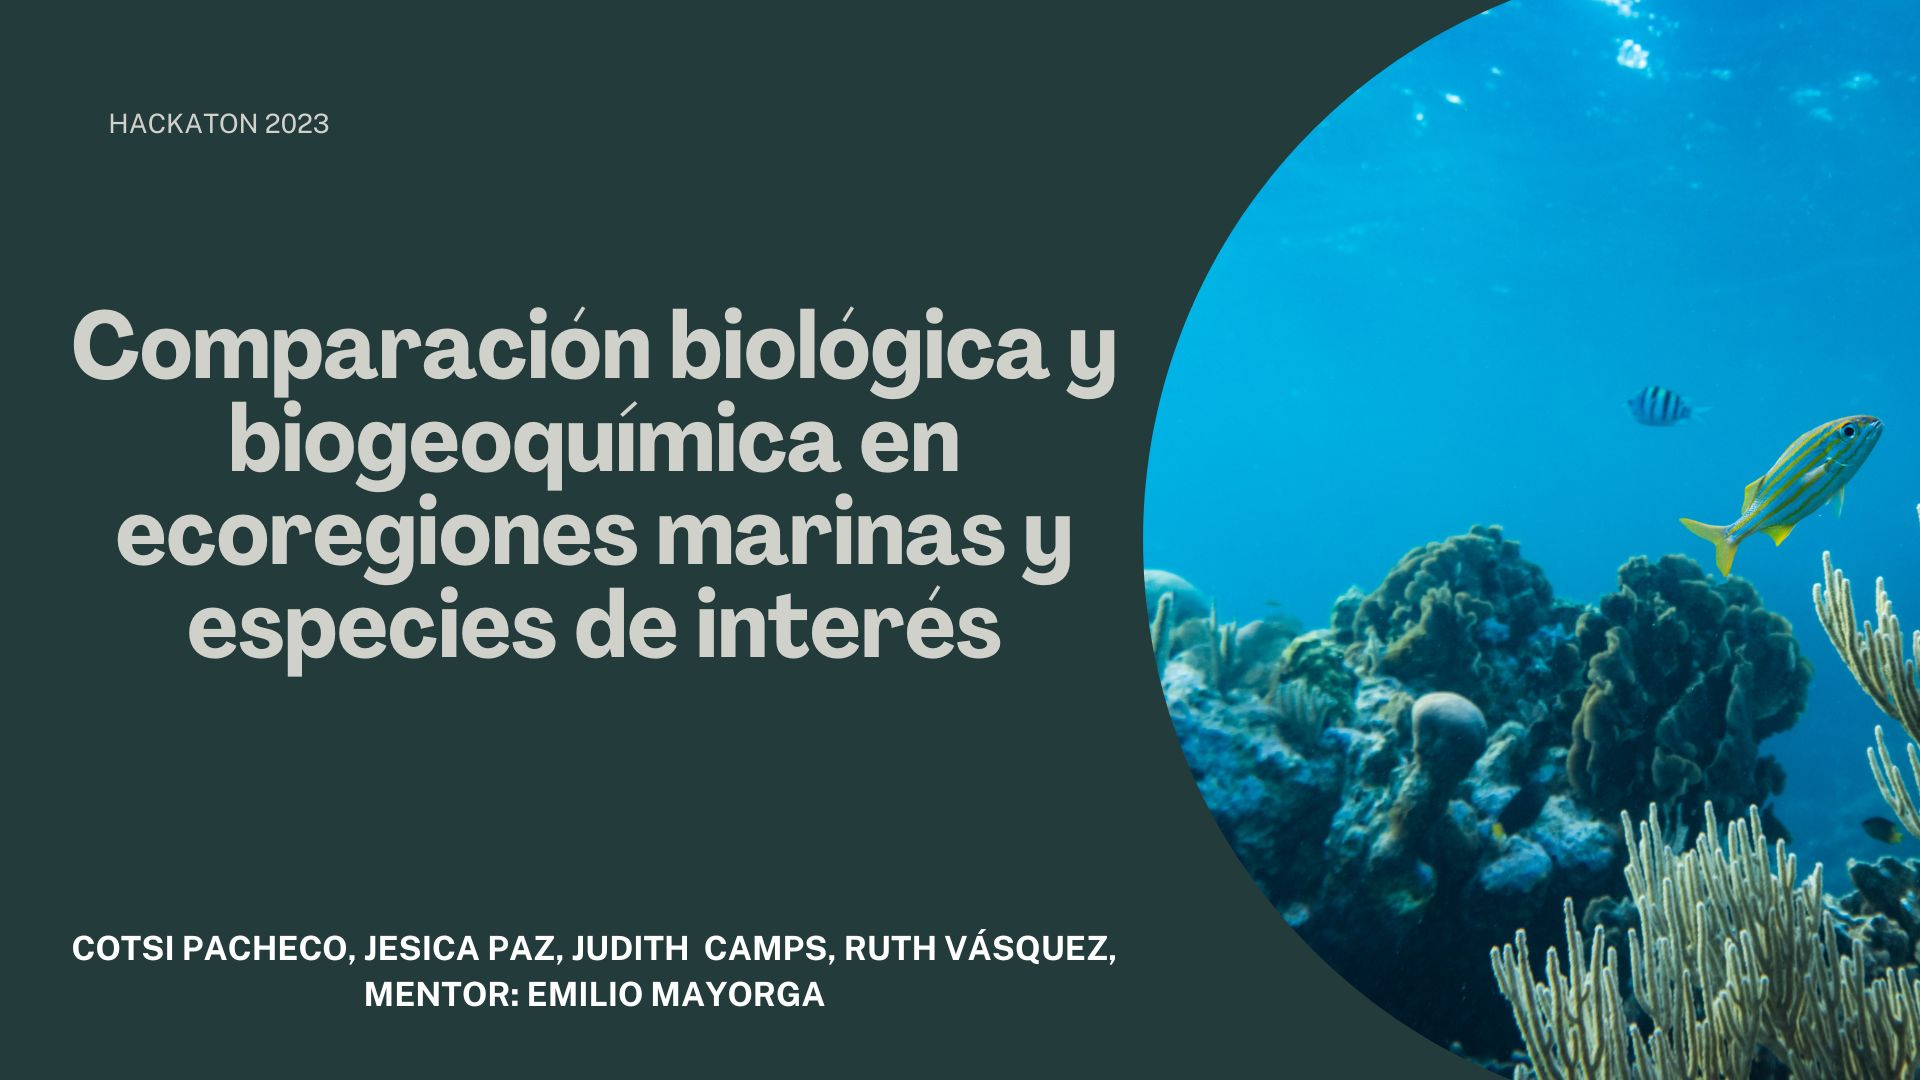 HACKATON 2023
Comparación biológica y
biogeoquímica en
ecoregiones marinas y
especies de interés
COTSI PACHECO, JESICA PAZ, JUDITH  CAMPS, RUTH VÁSQUEZ,
MENTOR: EMILIO MAYORGA